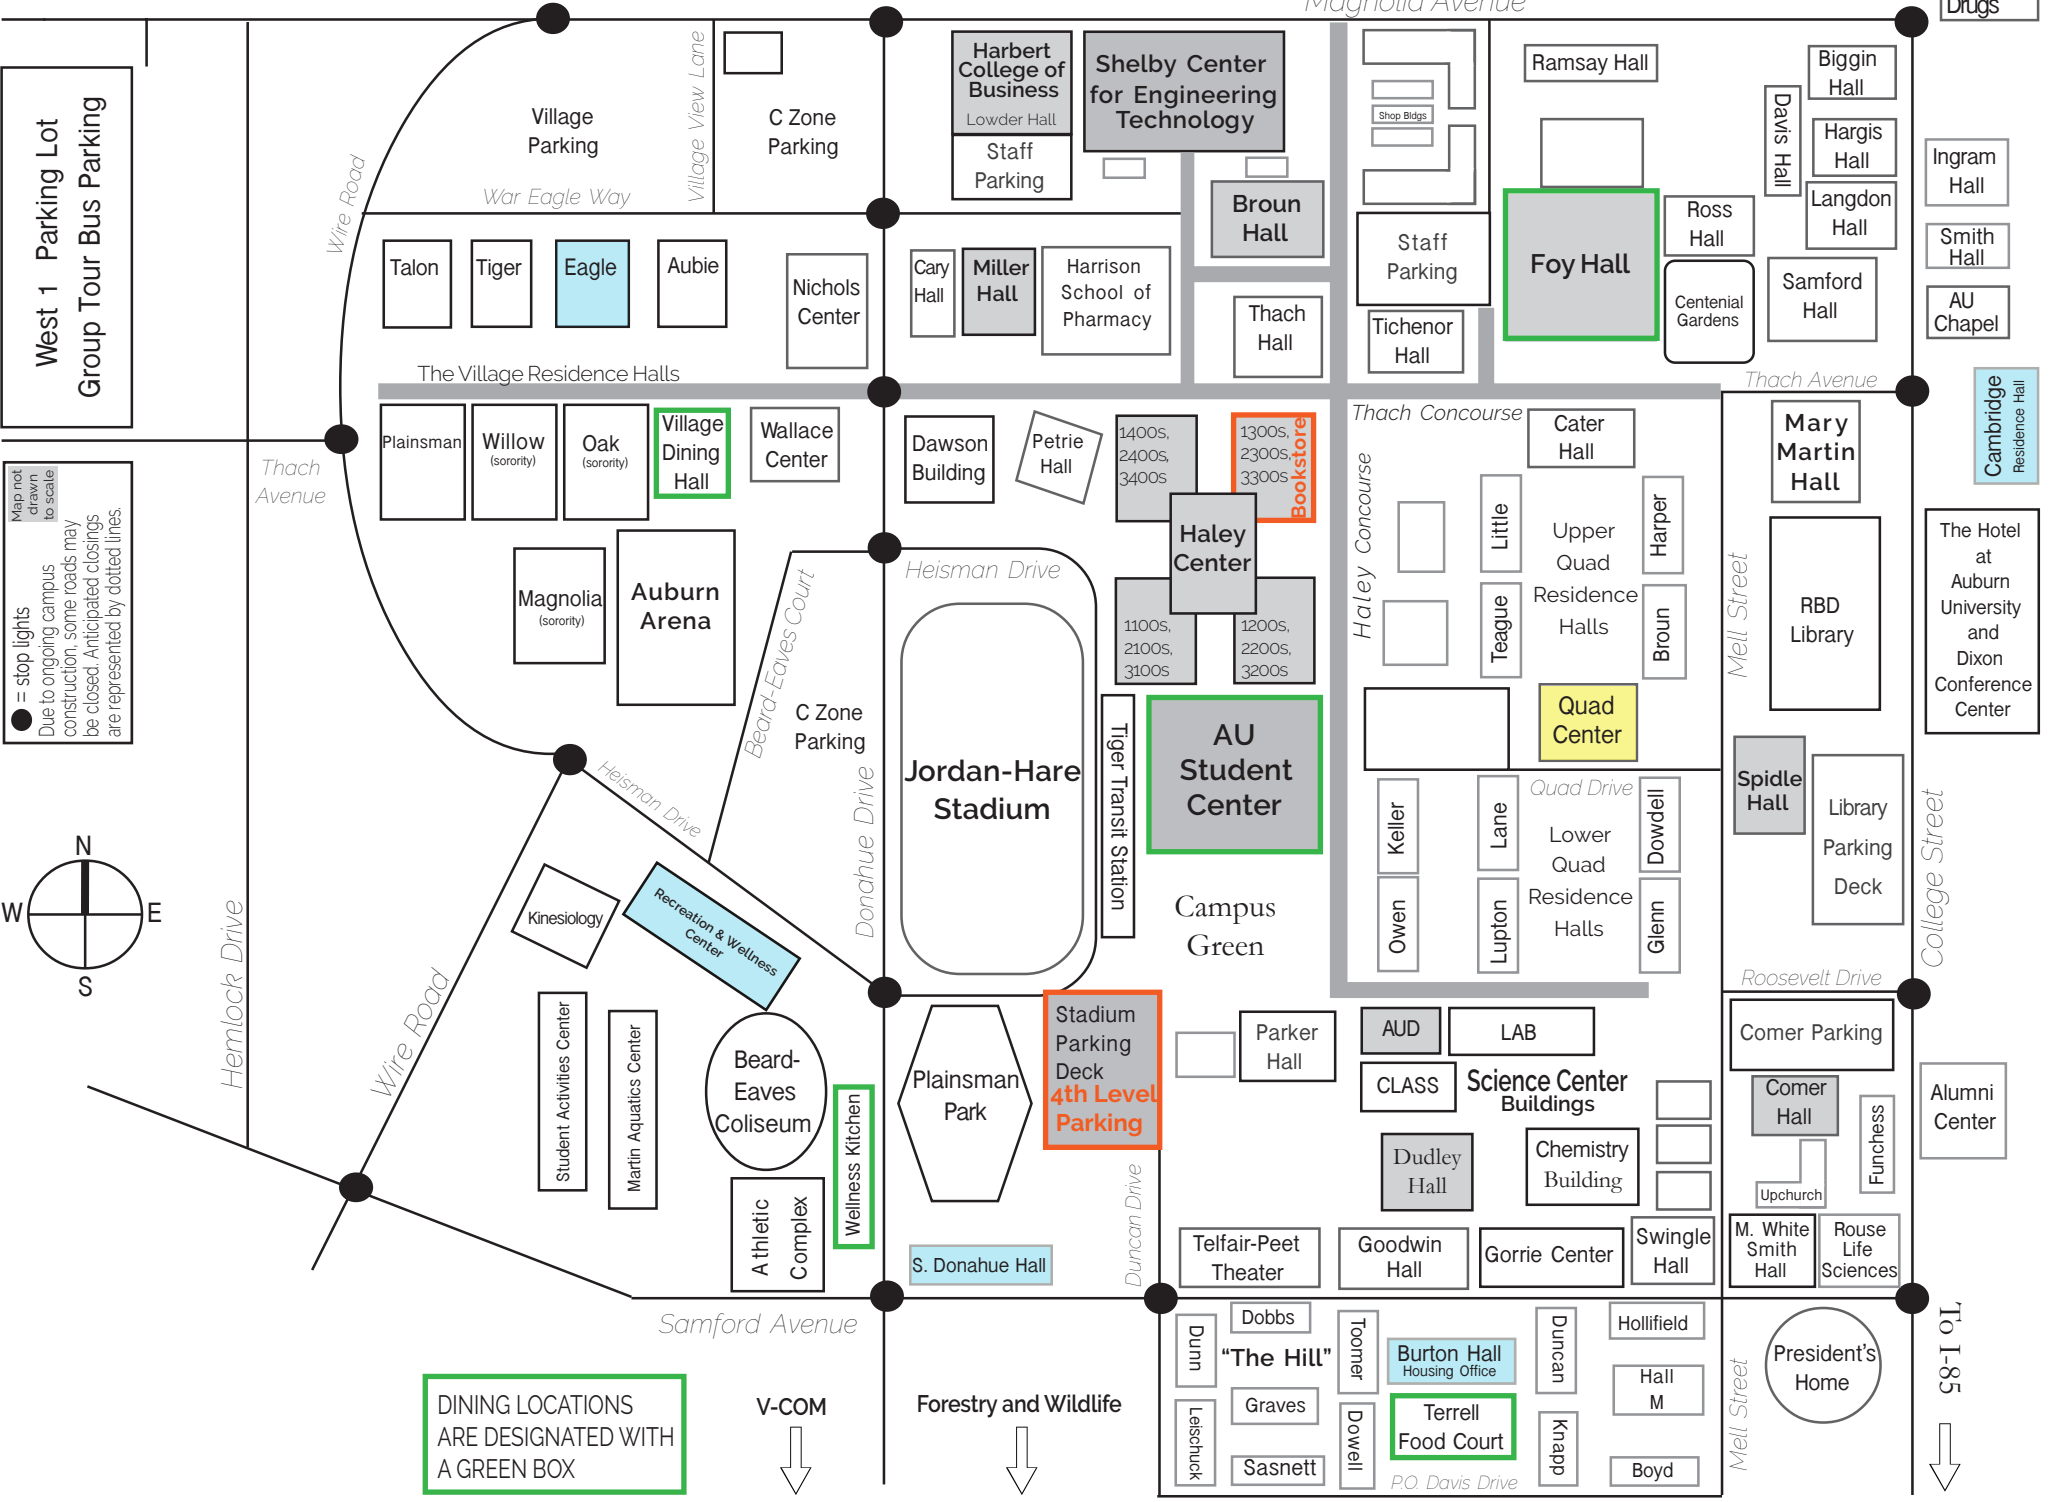 Magnolia Avenue
Drugs
West 1 Parking Lot
Group Tour Bus Parking
Wire Road
Village
Parking
Village View Lane
C Zone
Parking
War Eagle Way
Harbert
College of
Business
Lowder Hall
Staff
Parking
Shelby Center
for Engineering
Technology
Broun
Hall
Shop Bldgs
Staff
Parking
Ramsay Hall
Biggin
Hall
Davis Hall
Hargis
Hall
Langdon
Hall
Ingram
Hall
Smith
Hall
AU
Chapel
Foy Hall
Ross
Hall
Centenial
Gardens
Samford
Hall
Talon
Tiger
Eagle
Aubie
Nichols
Center
Cary
Hall
Miller
Hall
Harrison
School of
Pharmacy
Thach
Hall
Tichenor
Hall
The Village Residence Halls
Thach Avenue
Thach Concourse
Cambridge
Residence Hall
Plainsman
Willow
(sorority)
Oak
(sorority)
Village
Dining
Hall
Wallace
Center
Dawson
Building
Petrie
Hall
1400s,
2400s,
3400s
1300s,
2300s,
3300s
Bookstore
Haley
Center
1100s,
2100s,
3100s
1200s,
2200s,
3200s
Haley Concourse
Cater
Hall
Little
Harper
Upper
Quad
Residence
Halls
Teague
Broun
Mell Street
Mary
Martin
Hall
RBD
Library
The Hotel
at
Auburn
University
and
Dixon
Conference
Center
Thach
Avenue
Map not
drawn
to scale
= stop lights
Due to ongoing campus
construction, some roads may
be closed. Anticipated closings
are represented by dotted lines.
Magnolia
(sorority)
Auburn
Arena
Beard-Eaves Court
Heisman Drive
C Zone
Parking
Donahue Drive
Jordan-Hare
Stadium
Tiger Transit Station
AU
Student
Center
Campus
Green
Quad
Center
Quad Drive
Keller
Lane
Dowdell
Lower
Quad
Residence
Halls
Owen
Lupton
Glenn
Spidle
Hall
Library
Parking
Deck
College Street
Heisman Drive
N
W
E
S
Hemlock Drive
Wire Road
Kinesiology
Recreation & Wellness
Center
Student Activities Center
Martin Aquatics Center
Beard-
Eaves
Coliseum
Wellness Kitchen
Athletic
Complex
Plainsman
Park
Stadium
Parking
Deck
4th Level
Parking
S. Donahue Hall
Duncan Drive
Parker
Hall
AUD
LAB
CLASS
Science Center
Buildings
Dudley
Hall
Chemistry
Building
Roosevelt Drive
Comer Parking
Comer
Hall
Funchess
Upchurch
Alumni
Center
Telfair-Peet
Theater
Goodwin
Hall
Gorrie Center
Swingle
Hall
M. White
Smith
Hall
Rouse
Life
Sciences
Samford Avenue
Dunn
Dobbs
"The Hill"
Toomer
Burton Hall
Housing Office
Duncan
Hollifield
Hall
M
Mell Street
President's
Home
To I-85
Leischuck
Graves
Sasnett
Dowell
Terrell
Food Court
Knapp
Boyd
P.O. Davis Drive
DINING LOCATIONS
ARE DESIGNATED WITH
A GREEN BOX
V-COM
Forestry and Wildlife